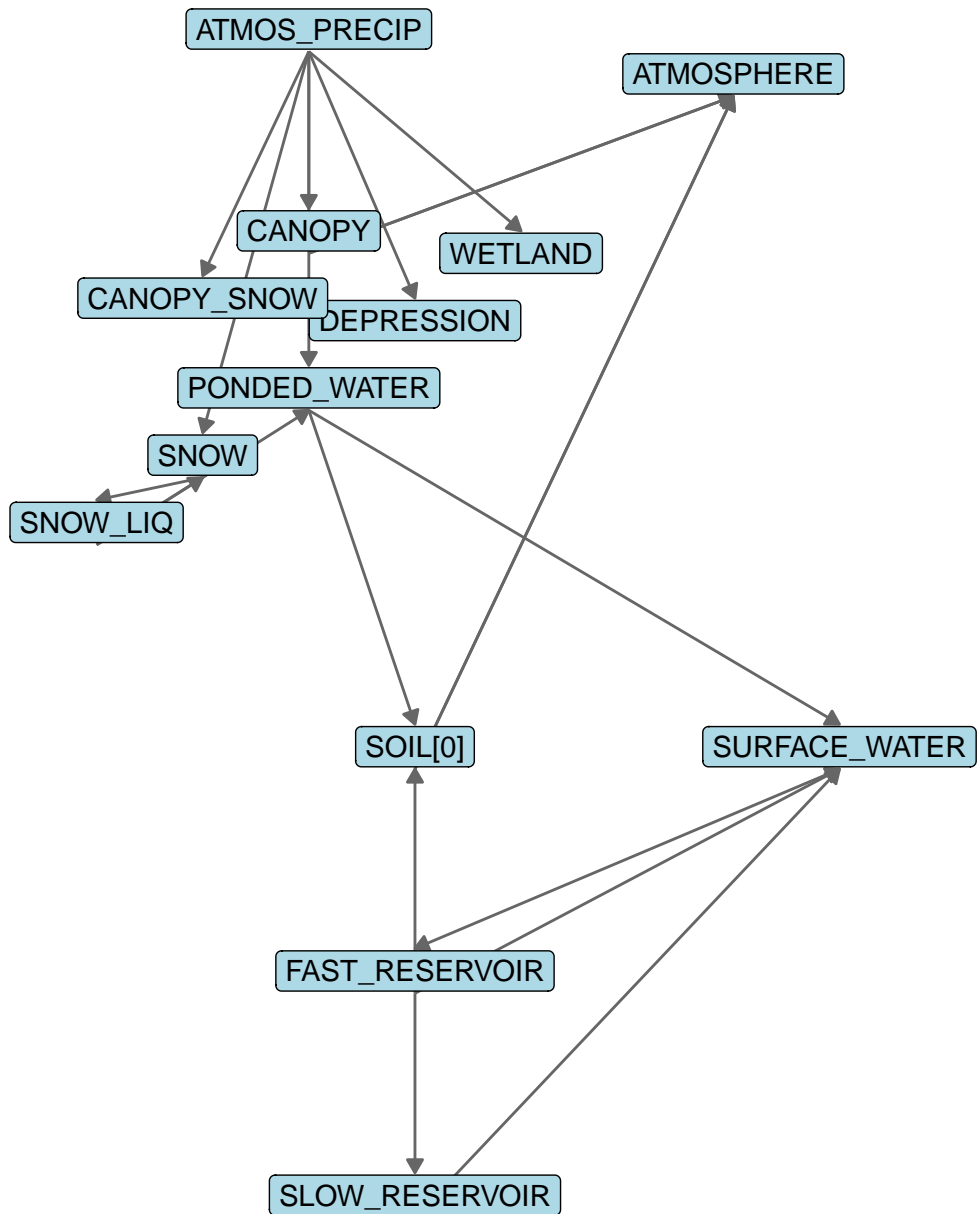 ATMOS_PRECIP
ATMOSPHERE
CANOPY
WETLAND
CANOPY_SNOW
DEPRESSION
PONDED_WATER
SNOW
SNOW_LIQ
SOIL[0]
SURFACE_WATER
FAST_RESERVOIR
SLOW_RESERVOIR